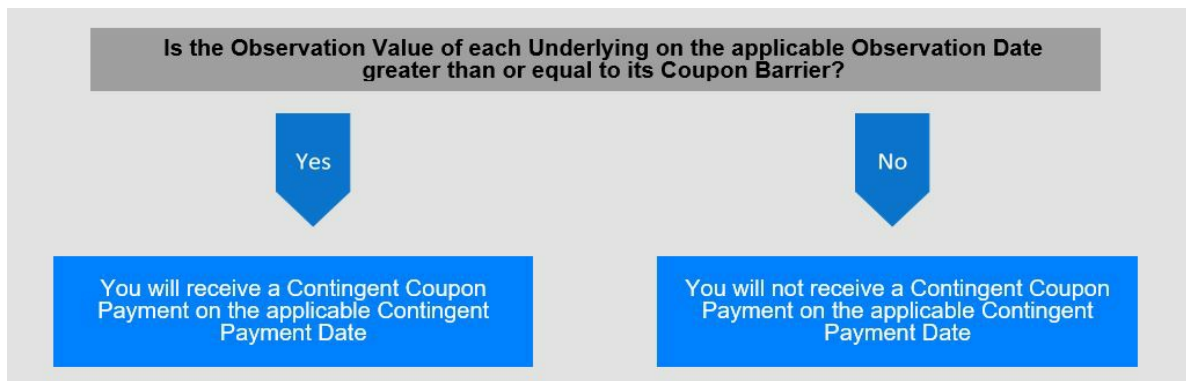 Is the Observation Value of each Underlying on the applicable Observation Date
greater than or equal to its Coupon Barrier?
Yes
No
You will receive a Contingent Coupon
Payment on the applicable Contingent
Payment Date
You will not receive a Contingent Coupon
Payment on the applicable Contingent
Payment Date